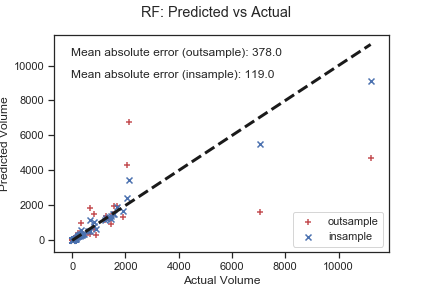 RF: Predicted vs Actual
Mean absolute error (outsample): 378.0
Mean absolute error (insample): 119.0
Predicted Volume
10000
8000
6000
4000
2000
0
outsample
insample
0 2000 4000 6000 8000 10000
Actual Volume